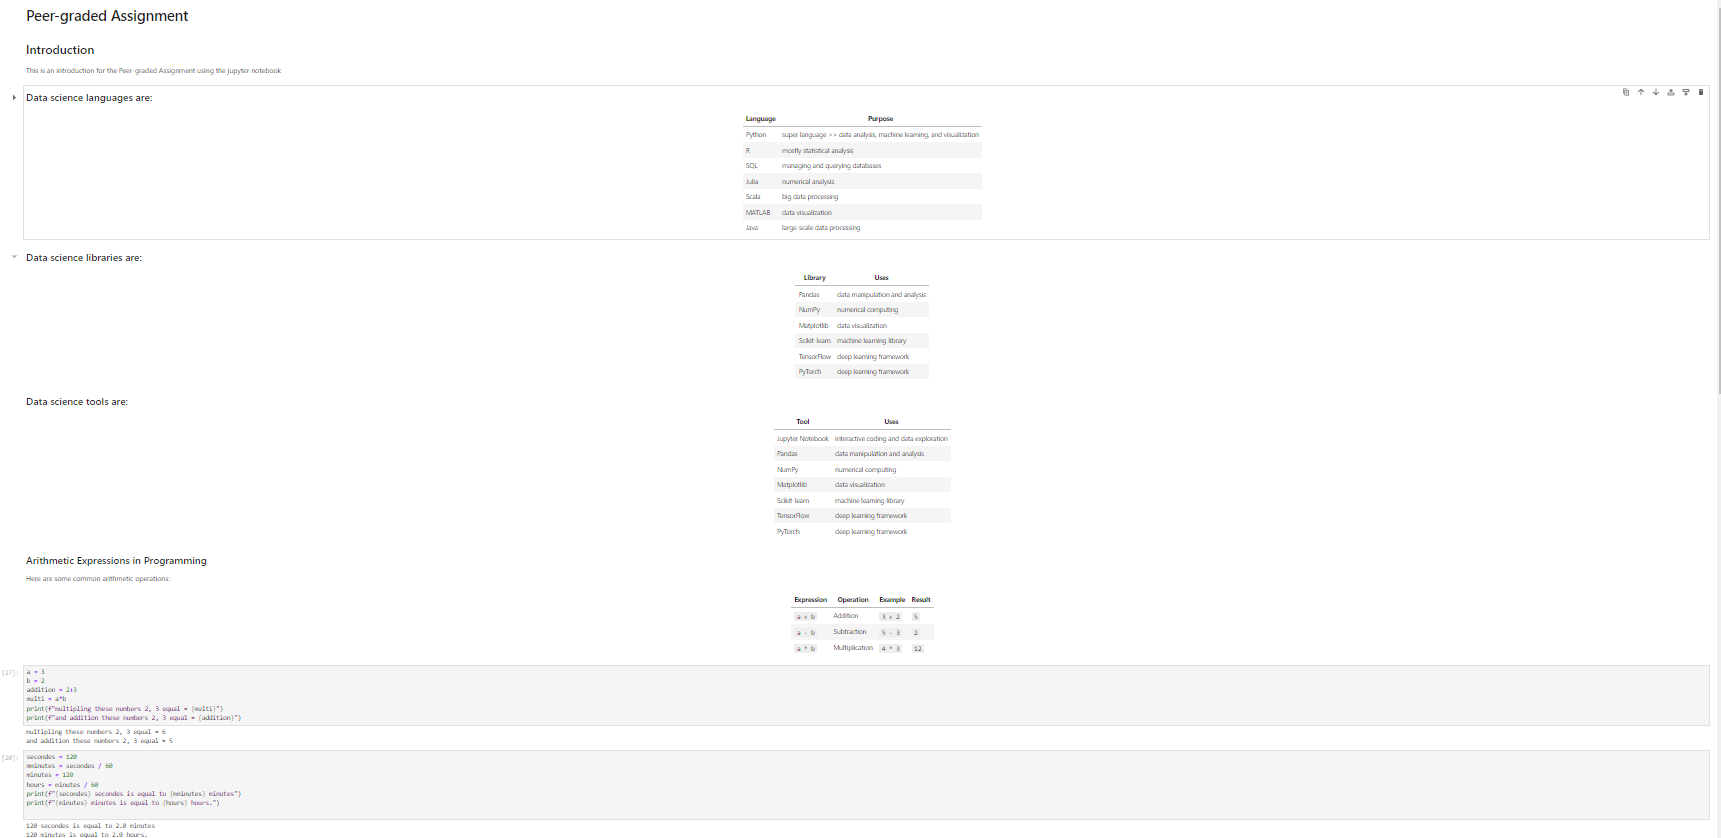 Peer-graded Assignment
Introduction
This is an introduction for the Peer-graded Assignment using the jupyter notebook
Data science languages are:
Language Purpose
Python super language >> data analysis, machine learning, and visualization
R mostly statistical analysis
SQL managing and querying databases
Julia numerical analysis
Scala big data processing
MATLAB data visualization
Java large-scale data processing
Data science libraries are:
Library Uses
Pandas data manipulation and analysis
NumPy numerical computing
Matplotlib data visualization
Scikit-learn machine learning library
TensorFlow deep learning framework
PyTorch deep learning framework
Data science tools are:
Tool Uses
Jupyter Notebook interactive coding and data exploration
Pandas data manipulation and analysis
NumPy numerical computing
Matplotlib data visualization
Scikit-learn machine learning library
TensorFlow deep learning framework
PyTorch deep learning framework
Arithmetic Expressions in Programming
Here are some common arithmetic operations:
Expression Operation Example Result
a + b Addition 3 + 2 5
a - b Subtraction 5 - 3 2
a * b Multiplication 4 * 3 12
[27]: a = 3
b = 2
addition = 2+3
multi = a*b
print(f"multipling these numbers 2, 3 equal = {multi}")
print(f"and addition these numbers 2, 3 equal = {addition}")
multipling these numbers 2, 3 equal = 6
and addition these numbers 2, 3 equal = 5
[20]: secondes = 120
mminutes = secondes / 60
minutes = 120
hours = minutes / 60
print(f"{secondes} secondes is equal to {mminutes} minutes")
print(f"{minutes} minutes is equal to {hours} hours.")
120 secondes is equal to 2.0 minutes
120 minutes is equal to 2.0 hours.